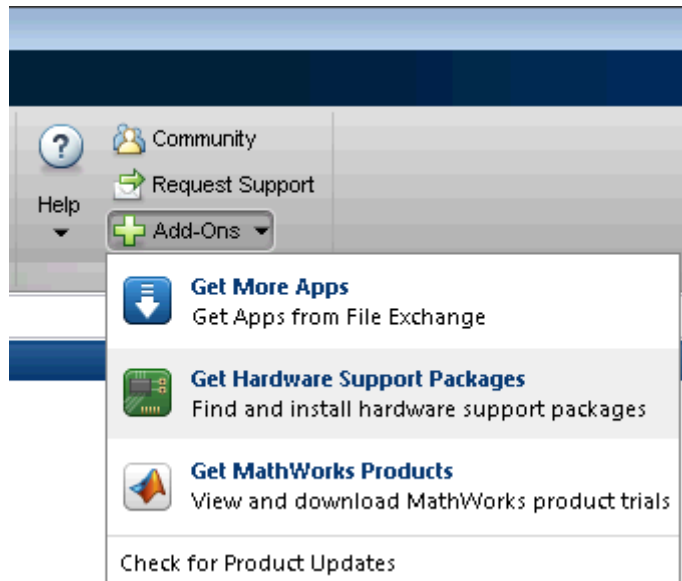 Community
Request Support
Help
Add-Ons
Get More Apps
Get Apps from File Exchange
Get Hardware Support Packages
Find and install hardware support packages
Get MathWorks Products
View and download MathWorks product trials
Check for Product Updates